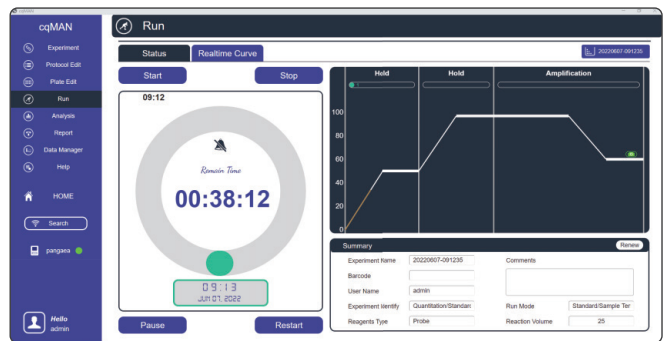 cqMAN
cqMAN
Experiment
Protocol Edit
Plate Edit
Run
Analysis
Report
Data Manager
Help
HOME
Search
pangaea
Hello
admin
Run
Status
Realtime Curve
20220607-091235
Start
Stop
09:12
Remain Time
00:38:12
09:13
JUN 07, 2022
Pause
Restart
Hold
Hold
Amplification
100
80
60
40
20
0
Summary
Renew
Experiment Name
20220607-091235
Comments
Barcode
User Name
admin
Experiment Identify
Quantitation/Standan
Run Mode
Standard/Sample Ter
Reagents Type
Probe
Reaction Volume
25